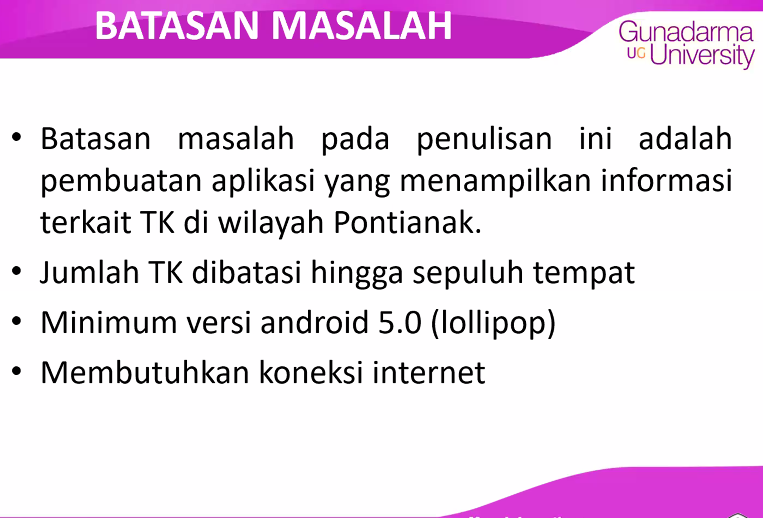 BATASAN MASALAH
Gunadarma
UG University
• Batasan masalah pada penulisan ini adalah
pembuatan aplikasi yang menampilkan informasi
terkait TK di wilayah Pontianak.
• Jumlah TK dibatasi hingga sepuluh tempat
• Minimum versi android 5.0 (lollipop)
• Membutuhkan koneksi internet